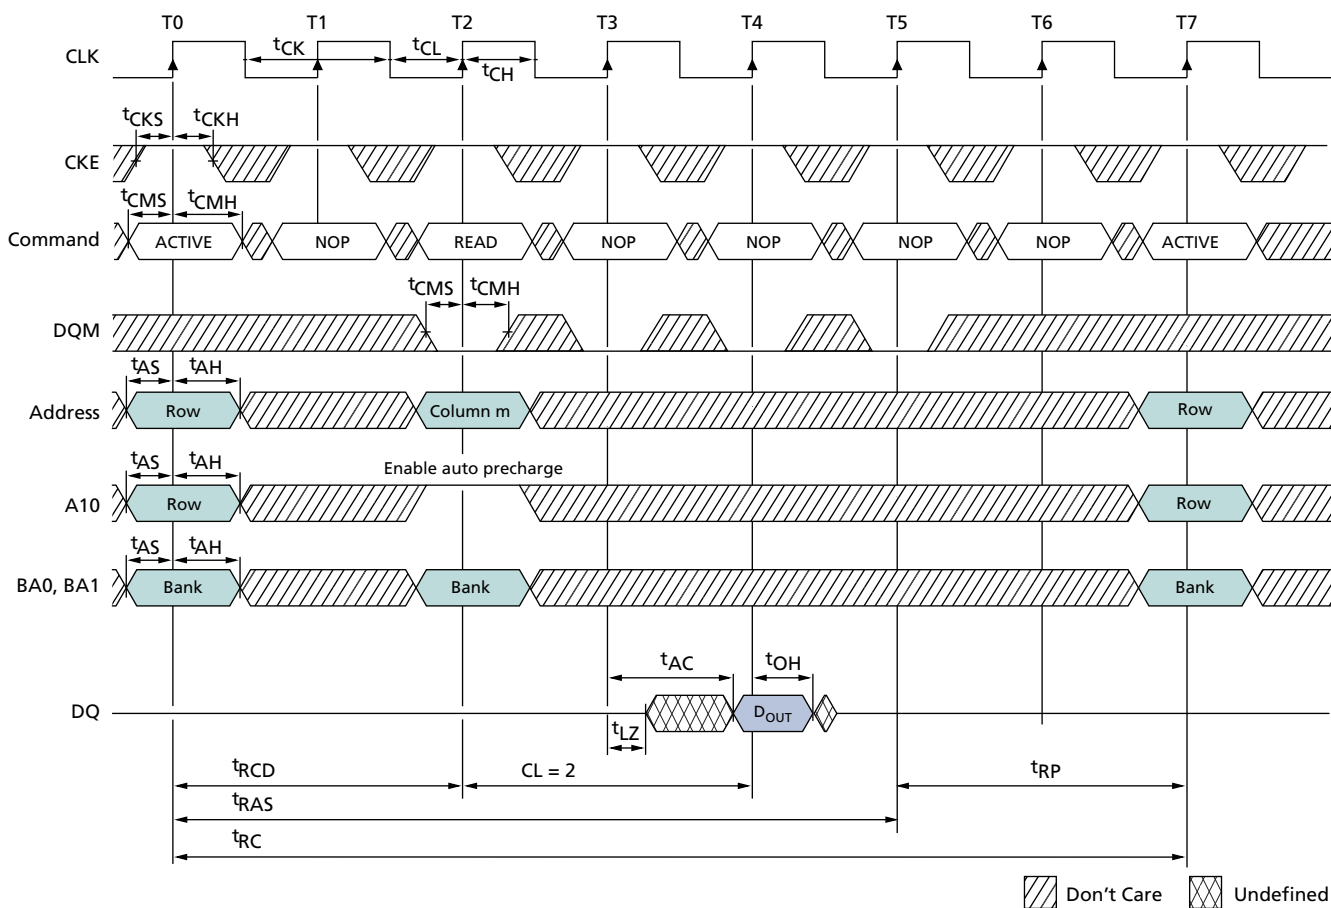 T0 T1 T2 T3 T4 T5 T6 T7
CLK tCK tCL
tCH
tCKS tCKH
CKE
tCMS tCMH
Command ACTIVE NOP READ NOP NOP NOP NOP ACTIVE
tCMS tCMH
DQM
tAS tAH
Address Row Column m Row
tAS tAH Enable auto precharge
A10 Row Row
tAS tAH
BA0, BA1 Bank Bank Bank
tAC tOH
DQ DOUT
tLZ
tRCD CL = 2 tRP
tRAS
tRC
Don't Care Undefined